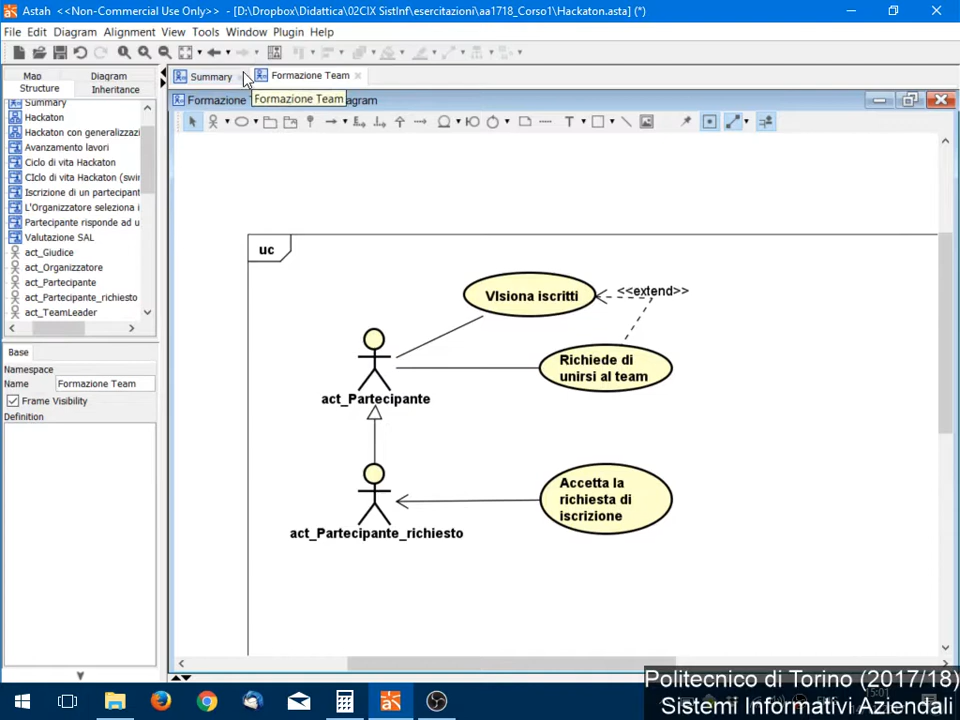 Astah <<Non-Commercial Use Only>> - [D:\Dropbox\Didattica\02CIX SistInf\esercitazioni\aa1718_Corso1\Hackaton.asta] (*)
File Edit Diagram Alignment View Tools Window Plugin Help
Map Diagram
Structure Inheritance
Summary
Hackaton
Hackaton con generalizzazi
Avanzamento lavori
Ciclo di vita Hackaton
CIclo di vita Hackaton (swin
Iscrizione di un partecipant
L'Organizzatore seleziona i
Partecipante risponde ad u
Valutazione SAL
act_Giudice
act_Organizzatore
act_Partecipante
act_Partecipante_richiesto
act_TeamLeader
Base
Namespace
Name Formazione Team
Frame Visibility
Definition
Summary
Formazione Team
Formazione T
agram
Formazione Team
uc
VIsiona iscritti
<<extend>>
Richiede di
unirsi al team
act_Partecipante
Accetta la
richiesta di
iscrizione
act_Partecipante_richiesto
Politecnico di Torino (2017/18)
Sistemi Informativi Aziendali